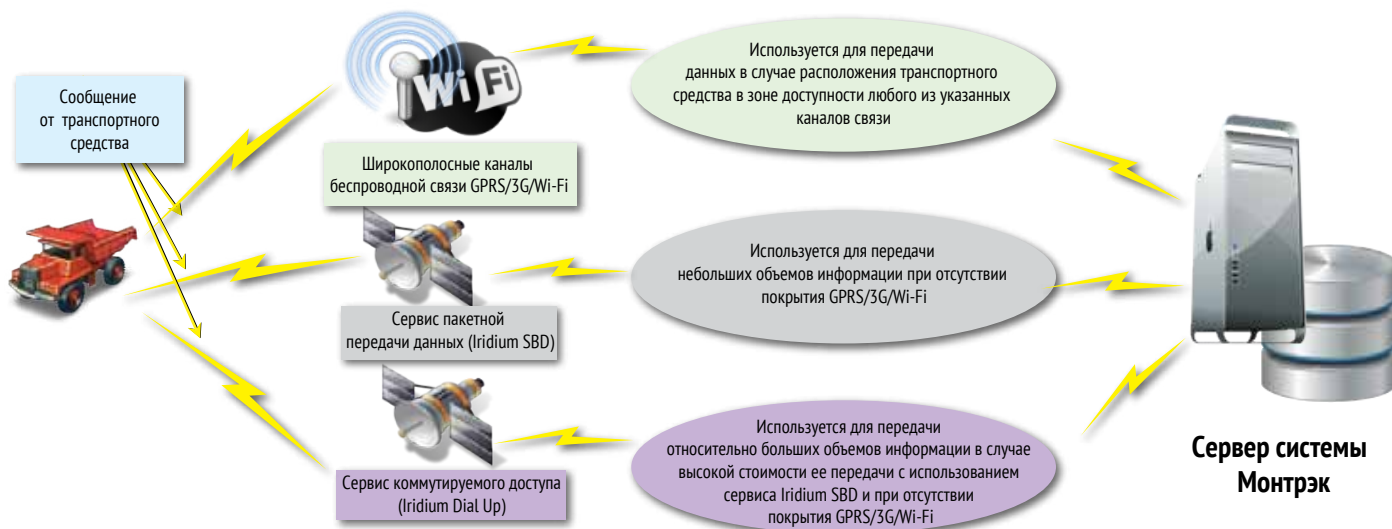 Сообщение
от транспортного
средства
WiFi
Широкополосные каналы
беспроводной связи GPRS/3G/Wi-Fi
Используется для передачи
данных в случае расположения транспортного
средства в зоне доступности любого из указанных
каналов связи
Сервис пакетной
передачи данных (Iridium SBD)
Используется для передачи
небольших объемов информации при отсутствии
покрытия GPRS/3G/Wi-Fi
Сервис коммутируемого доступа
(Iridium Dial Up)
Используется для передачи
относительно больших объемов информации в случае
высокой стоимости ее передачи с использованием
сервиса Iridium SBD и при отсутствии
покрытия GPRS/3G/Wi-Fi
Сервер системы
Монтрэк